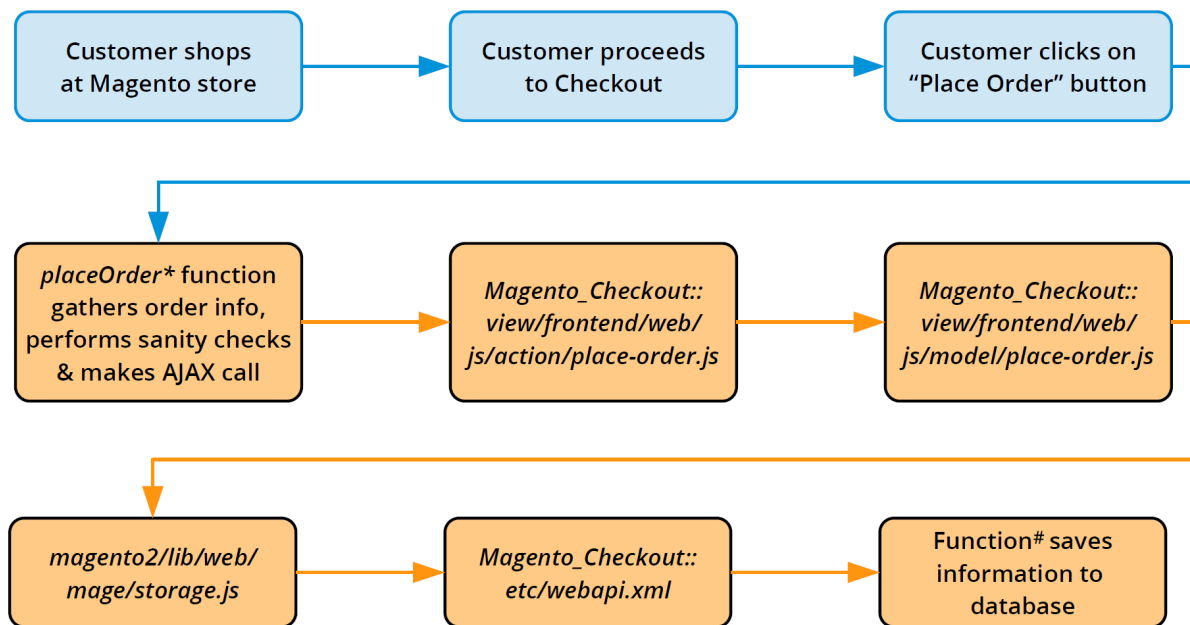 Customer shops
at Magento store
Customer proceeds
to Checkout
Customer clicks on
“Place Order” button
placeOrder* function
gathers order info,
performs sanity checks
& makes AJAX call
Magento_Checkout::
view/frontend/web/
js/action/place-order.js
Magento_Checkout::
view/frontend/web/
js/model/place-order.js
magento2/lib/web/
mage/storage.js
Magento_Checkout::
etc/webapi.xml
Function# saves
information to
database